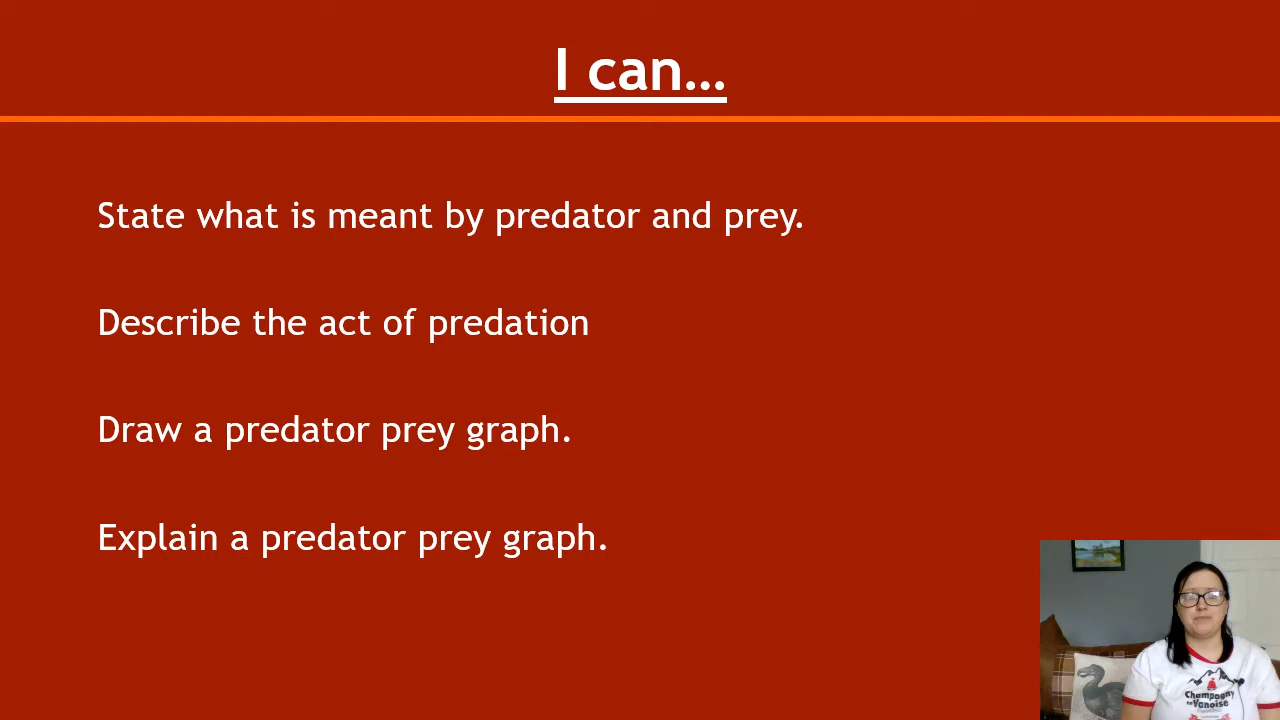 I can…
State what is meant by predator and prey.
Describe the act of predation
Draw a predator prey graph.
Explain a predator prey graph.
Champagny
en Vanoise